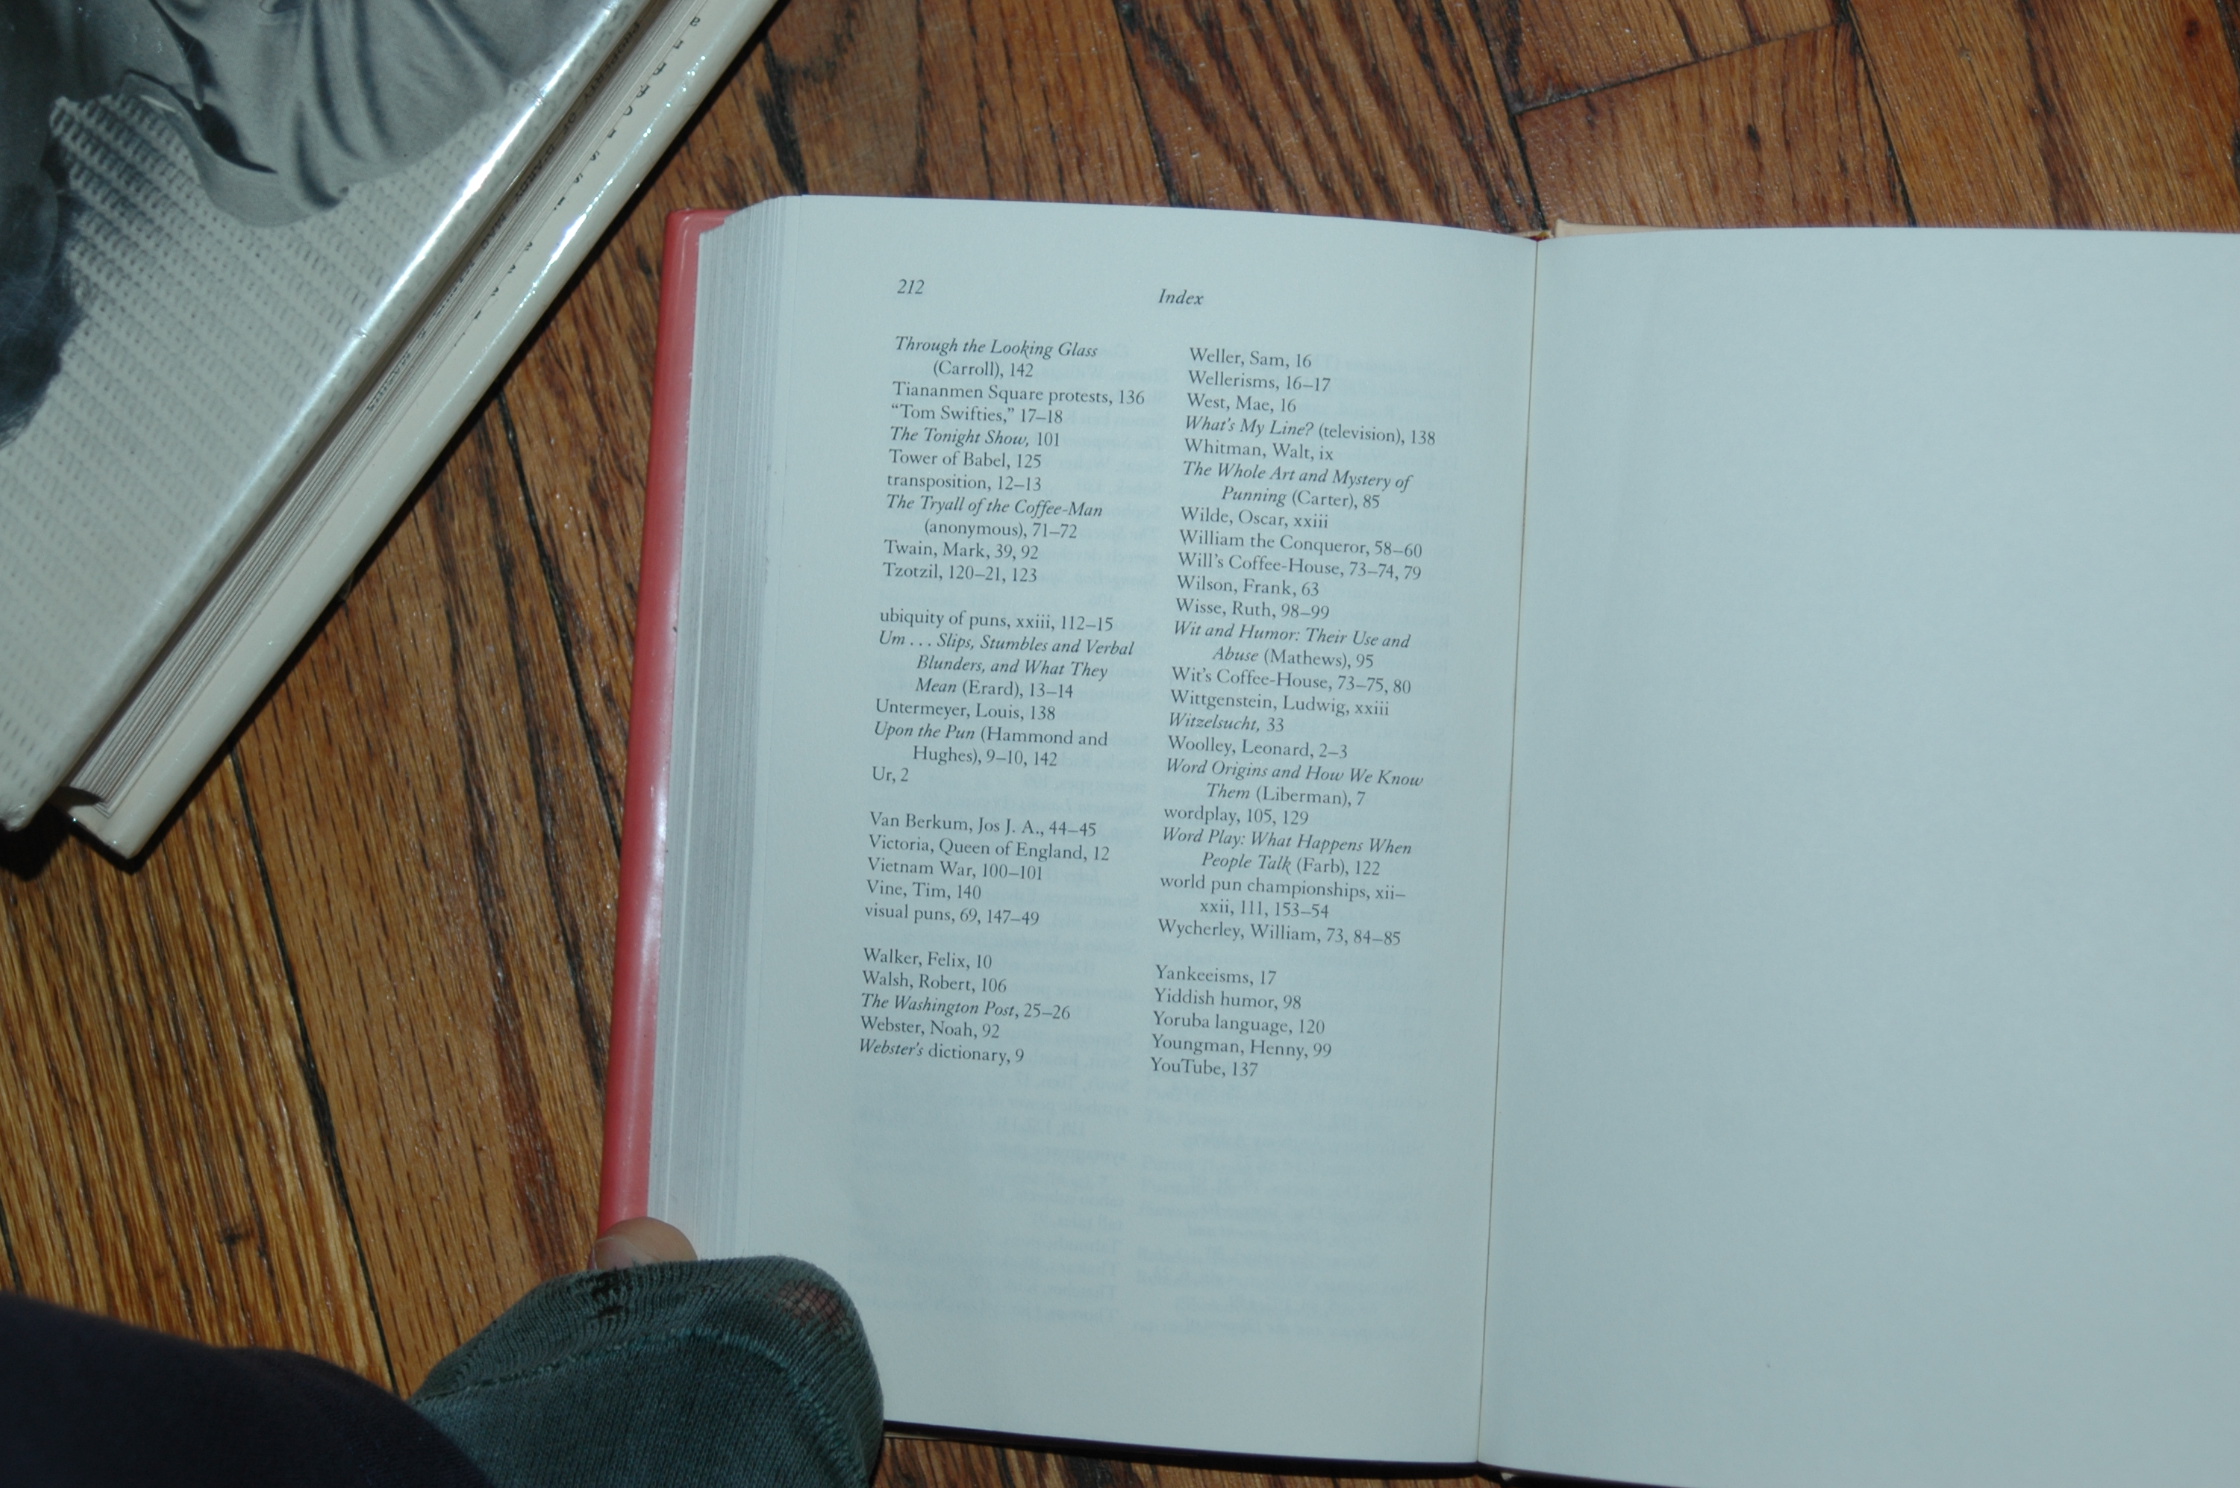 212
Index
Through the Looking Glass
(Carroll), 142
Tiananmen Square protests, 136
“Tom Swifties,” 17–18
The Tonight Show, 101
Tower of Babel, 125
transposition, 12–13
The Tryall of the Coffee-Man
(anonymous), 71–72
Twain, Mark, 39, 92
Tzotzil, 120–21, 123
ubiquity of puns, xxiii, 112–15
Um . . . Slips, Stumbles and Verbal
Blunders, and What They
Mean (Erard), 13–14
Untermeyer, Louis, 138
Upon the Pun (Hammond and
Hughes), 9–10, 142
Ur, 2
Van Berkum, Jos J. A., 44–45
Victoria, Queen of England, 12
Vietnam War, 100–101
Vine, Tim, 140
visual puns, 69, 147–49
Walker, Felix, 10
Walsh, Robert, 106
The Washington Post, 25–26
Webster, Noah, 92
Webster’s dictionary, 9
Weller, Sam, 16
Wellerisms, 16–17
West, Mae, 16
What’s My Line? (television), 138
Whitman, Walt, ix
The Whole Art and Mystery of
Punning (Carter), 85
Wilde, Oscar, xxiii
William the Conqueror, 58–60
Will’s Coffee-House, 73–74, 79
Wilson, Frank, 63
Wisse, Ruth, 98–99
Wit and Humor: Their Use and
Abuse (Mathews), 95
Wit’s Coffee-House, 73–75, 80
Wittgenstein, Ludwig, xxiii
Witzelsucht, 33
Woolley, Leonard, 2–3
Word Origins and How We Know
Them (Liberman), 7
wordplay, 105, 129
Word Play: What Happens When
People Talk (Farb), 122
world pun championships, xii–
xxii, 111, 153–54
Wycherley, William, 73, 84–85
Yankeeisms, 17
Yiddish humor, 98
Yoruba language, 120
Youngman, Henny, 99
YouTube, 137
PROPERTY OF